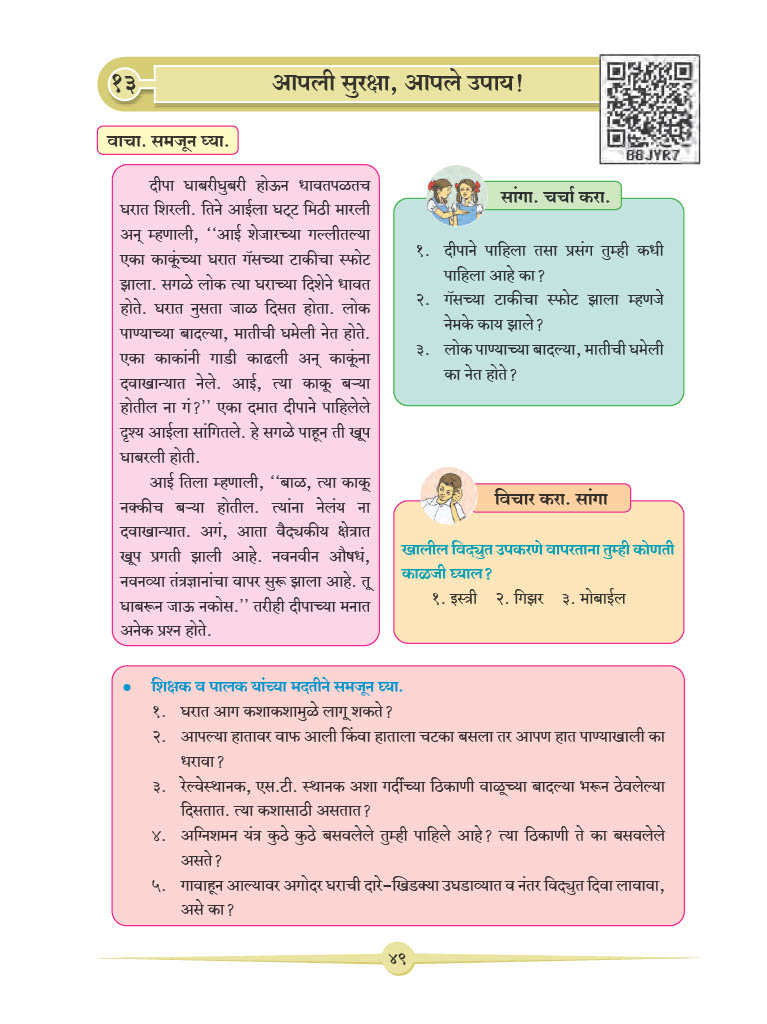 १३
आपली सुरक्षा, आपले उपाय!
B8JYR7
वाचा. समजून घ्या.
दीपा घाबरीघुबरी होऊन धावतपळतच
घरात शिरली. तिने आईला घट्ट मिठी मारली
अन् म्हणाली, ‘‘आई शेजारच्या गल्लीतल्या
एका काकूंच्या घरात गॅसच्या टाकीचा स्फोट
झाला. सगळे लोक त्या घराच्या दिशेने धावत
होते. घरात नुसता जाळ दिसत होता. लोक
पाण्याच्या बादल्या, मातीची घमेली नेत होते.
एका काकांनी गाडी काढली अन् काकूंना
दवाखान्यात नेले. आई, त्या काकू बऱ्या
होतील ना गं?’’ एका दमात दीपाने पाहिलेले
दृश्य आईला सांगितले. हे सगळे पाहून ती खूप
घाबरली होती.
आई तिला म्हणाली, ‘‘बाळ, त्या काकू
नक्कीच बऱ्या होतील. त्यांना नेलंय ना
दवाखान्यात. अगं, आता वैद्यकीय क्षेत्रात
खूप प्रगती झाली आहे. नवनवीन औषधं,
नवनव्या तंत्रज्ञानांचा वापर सुरू झाला आहे. तू
घाबरून जाऊ नकोस.’’ तरीही दीपाच्या मनात
अनेक प्रश्न होते.
सांगा. चर्चा करा.
१. दीपाने पाहिला तसा प्रसंग तुम्ही कधी
पाहिला आहे का?
२. गॅसच्या टाकीचा स्फोट झाला म्हणजे
नेमके काय झाले?
३. लोक पाण्याच्या बादल्या, मातीची घमेली
का नेत होते?
विचार करा. सांगा
खालील विद्युत उपकरणे वापरताना तुम्ही कोणती
काळजी घ्याल?
१. इस्त्री २. गिझर ३. मोबाईल
• शिक्षक व पालक यांच्या मदतीने समजून घ्या.
१. घरात आग कशाकशामुळे लागू शकते?
२. आपल्या हातावर वाफ आली किंवा हाताला चटका बसला तर आपण हात पाण्याखाली का
धरावा?
३. रेल्वेस्थानक, एस.टी. स्थानक अशा गर्दीच्या ठिकाणी वाळूच्या बादल्या भरून ठेवलेल्या
दिसतात. त्या कशासाठी असतात?
४. अग्निशमन यंत्र कुठे कुठे बसवलेले तुम्ही पाहिले आहे? त्या ठिकाणी ते का बसवलेले
असते?
५. गावाहून आल्यावर अगोदर घराची दारे-खिडक्या उघडाव्यात व नंतर विद्युत दिवा लावावा,
असे का?
४९